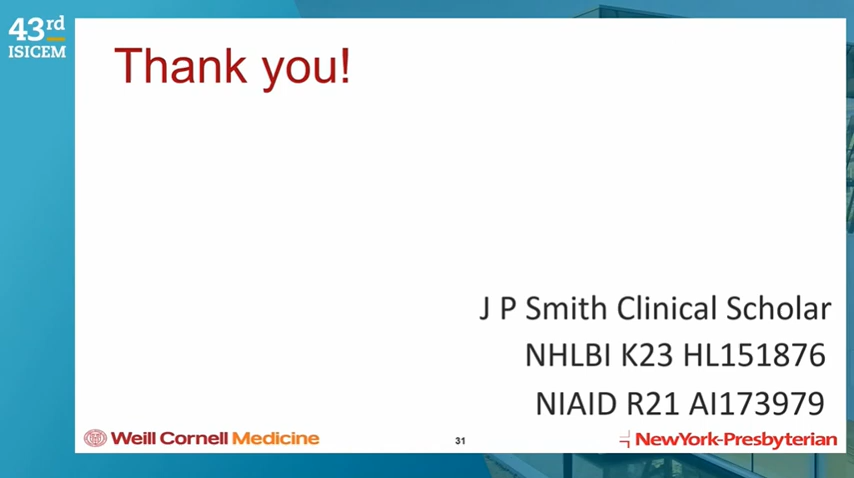 43rd
ISICEM
Thank you!
J P Smith Clinical Scholar
NHLBI K23 HL151876
NIAID R21 AI173979
Weill Cornell Medicine
31
NewYork-Presbyterian